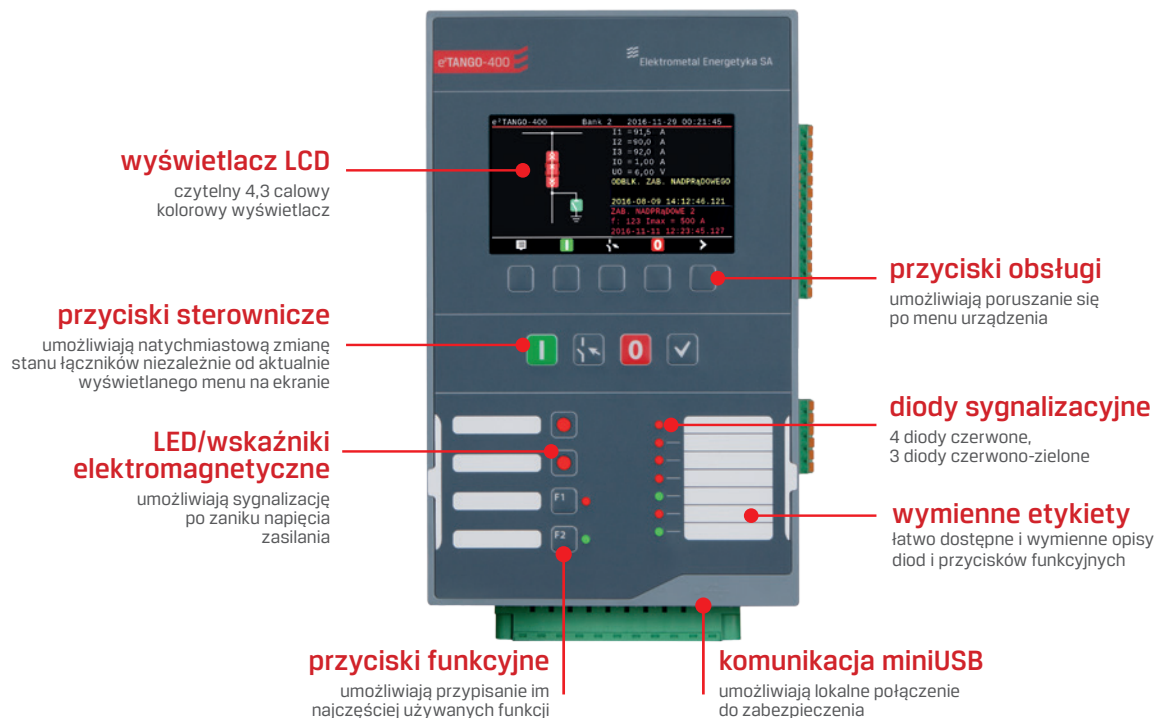 e²TANGO-400
Elektrometal Energetyka SA
e²TANGO-400 Bank 2 2016-11-29 00:21:45
I1 =91,5 A
I2 =90,0 A
I3 =92,0 A
I0 =1,00 A
U0 =6,00 V
ODBLK. ZAB. NADPRąDOWEGO
2016-08-09 14:12:46.121
ZAB. NADPRąDOWE 2
f: 123 Imax = 500 A
2016-11-11 12:23:45.127
I
0
I
0
F1
F2
wyświetlacz LCD
czytelny 4,3 calowy
kolorowy wyświetlacz
przyciski sterownicze
umożliwiają natychmiastową zmianę
stanu łączników niezależnie od aktualnie
wyświetlanego menu na ekranie
LED/wskaźniki
elektromagnetyczne
umożliwiają sygnalizację
po zaniku napięcia
zasilania
przyciski funkcyjne
umożliwiają przypisanie im
najczęściej używanych funkcji
przyciski obsługi
umożliwiają poruszanie się
po menu urządzenia
diody sygnalizacyjne
4 diody czerwone,
3 diody czerwono-zielone
wymienne etykiety
łatwo dostępne i wymienne opisy
diod i przycisków funkcyjnych
komunikacja miniUSB
umożliwiają lokalne połączenie
do zabezpieczenia